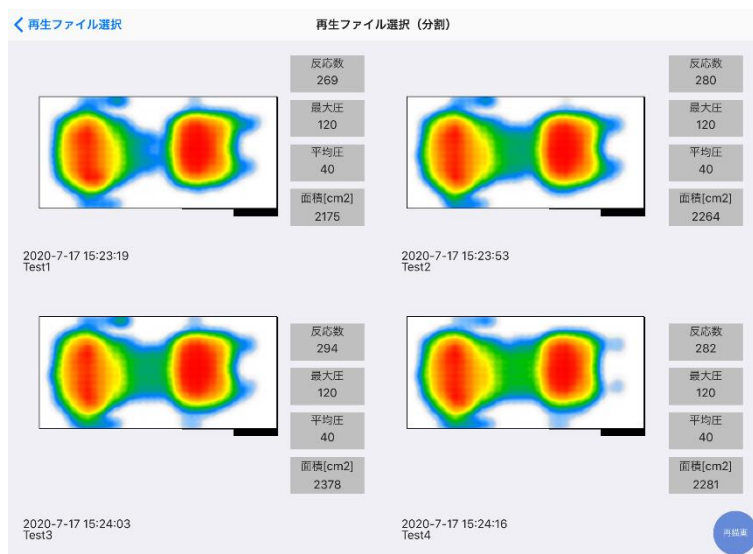 再生ファイル選択
再生ファイル選択（分割）
反応数
269
最大圧
120
平均圧
40
面積[cm2]
2175
2020-7-17 15:23:19
Test1
反応数
280
最大圧
120
平均圧
40
面積[cm2]
2264
2020-7-17 15:23:53
Test2
反応数
294
最大圧
120
平均圧
40
面積[cm2]
2378
2020-7-17 15:24:03
Test3
反応数
282
最大圧
120
平均圧
40
面積[cm2]
2281
2020-7-17 15:24:16
Test4
再描画